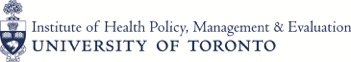 Institute of Health Policy, Management & Evaluation
UNIVERSITY OF TORONTO